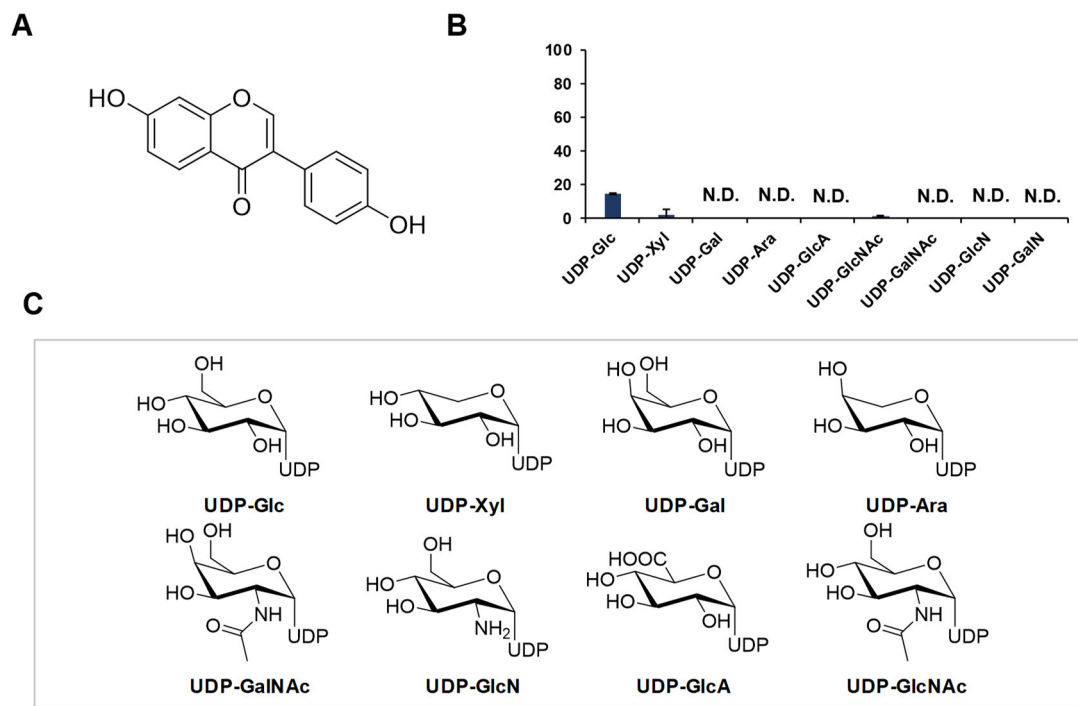 A
B
HO
O
O
OH
100
80
60
40
20
0
N.D. N.D. N.D. N.D. N.D. N.D.
UDP-Glc
UDP-Xyl
UDP-Gal
UDP-Ara
UDP-GlcA
UDP-GlcNAc
UDP-GalNAc
UDP-GlcN
UDP-GalN
C
OH
HO
O
HO
OH
UDP
UDP-Glc
HO
O
HO
OH
UDP
UDP-Xyl
HO OH
O
HO
OH
UDP
UDP-Gal
HO
O
HO
OH
UDP
UDP-Ara
HO OH
O
HO
NH
O
UDP
UDP-GalNAc
OH
HO
O
HO
NH2
UDP
UDP-GlcN
HOOC
HO
O
HO
OH
UDP
UDP-GlcA
OH
HO
O
HO
NH
O
UDP
UDP-GlcNAc